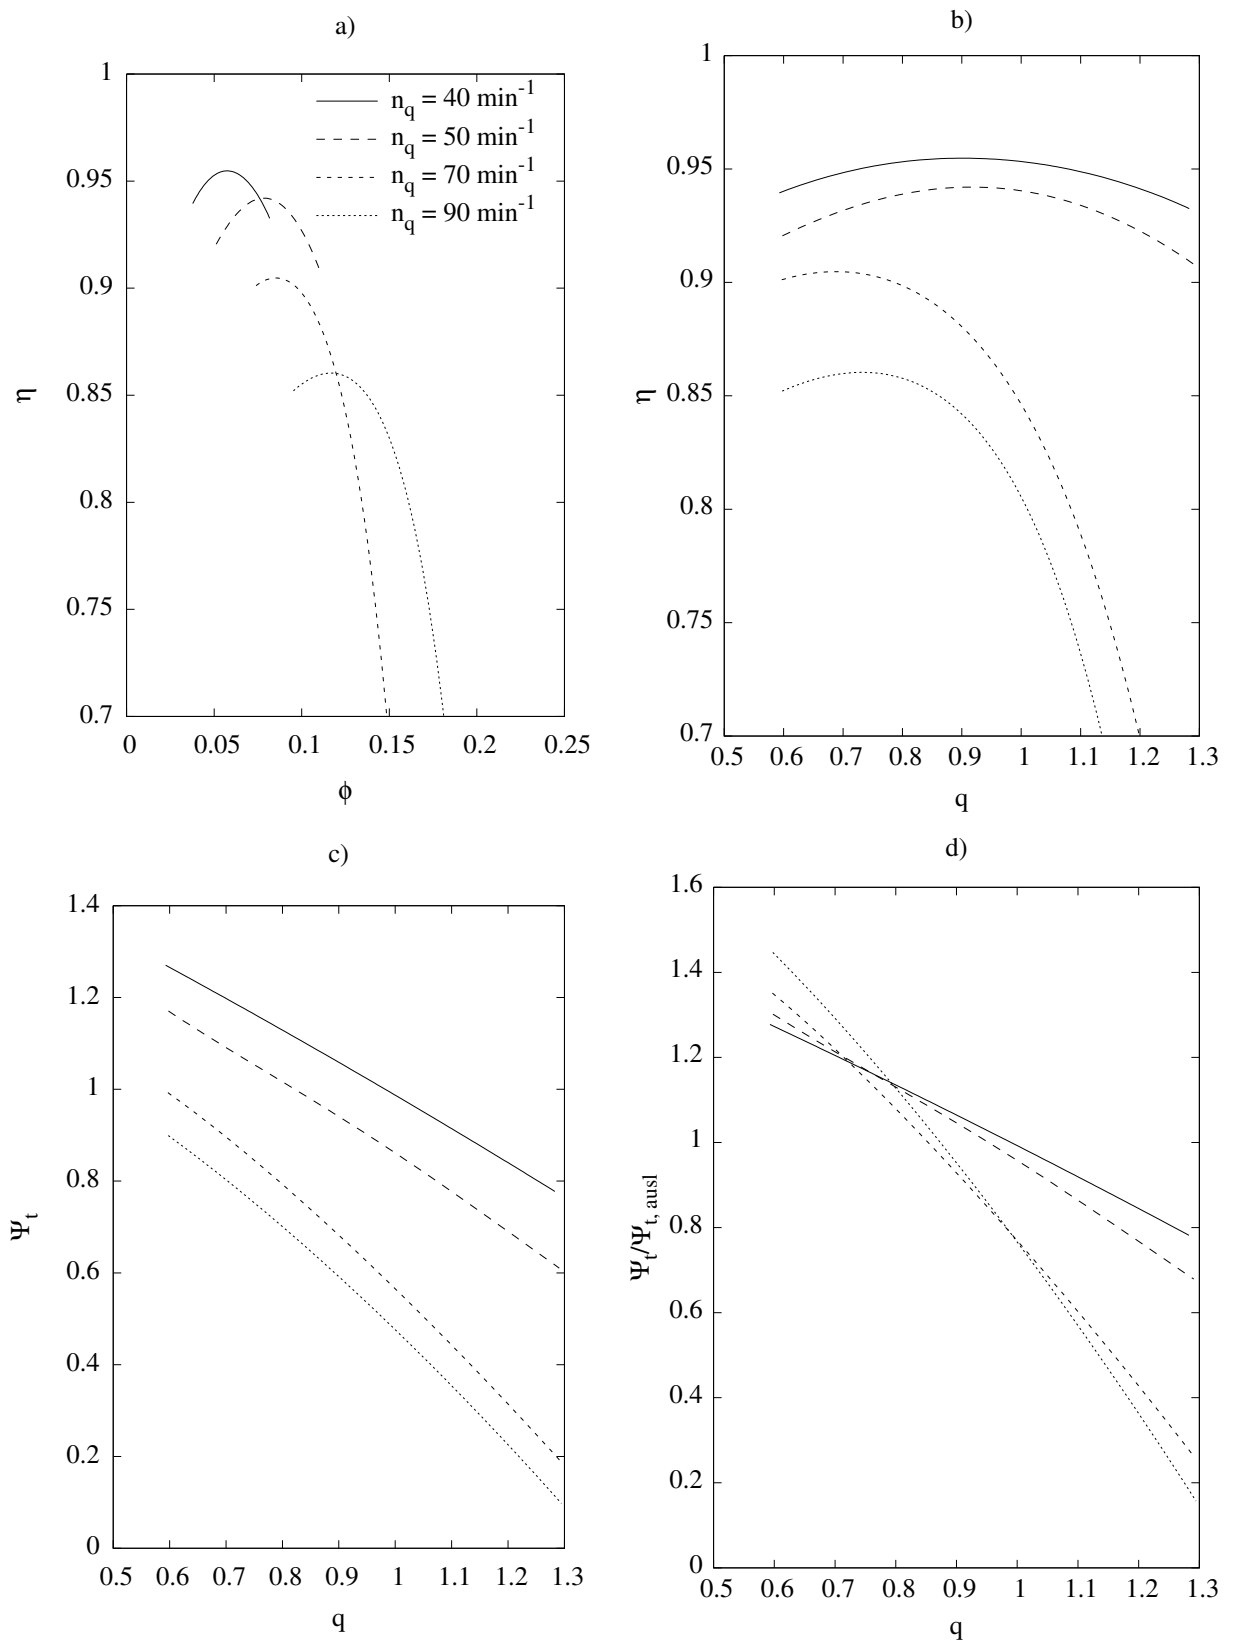 a)
1
0.95
0.9
0.85
0.8
0.75
0.7
0 0.05 0.1 0.15 0.2 0.25
η
ϕ
n_q = 40 min^-1
n_q = 50 min^-1
n_q = 70 min^-1
n_q = 90 min^-1
b)
1
0.95
0.9
0.85
0.8
0.75
0.7
0.5 0.6 0.7 0.8 0.9 1 1.1 1.2 1.3
η
q
c)
1.4
1.2
1
0.8
0.6
0.4
0.2
0
0.5 0.6 0.7 0.8 0.9 1 1.1 1.2 1.3
Ψ_t
q
d)
1.6
1.4
1.2
1
0.8
0.6
0.4
0.2
0
0.5 0.6 0.7 0.8 0.9 1 1.1 1.2 1.3
Ψ_t/Ψ_t, ausl
q